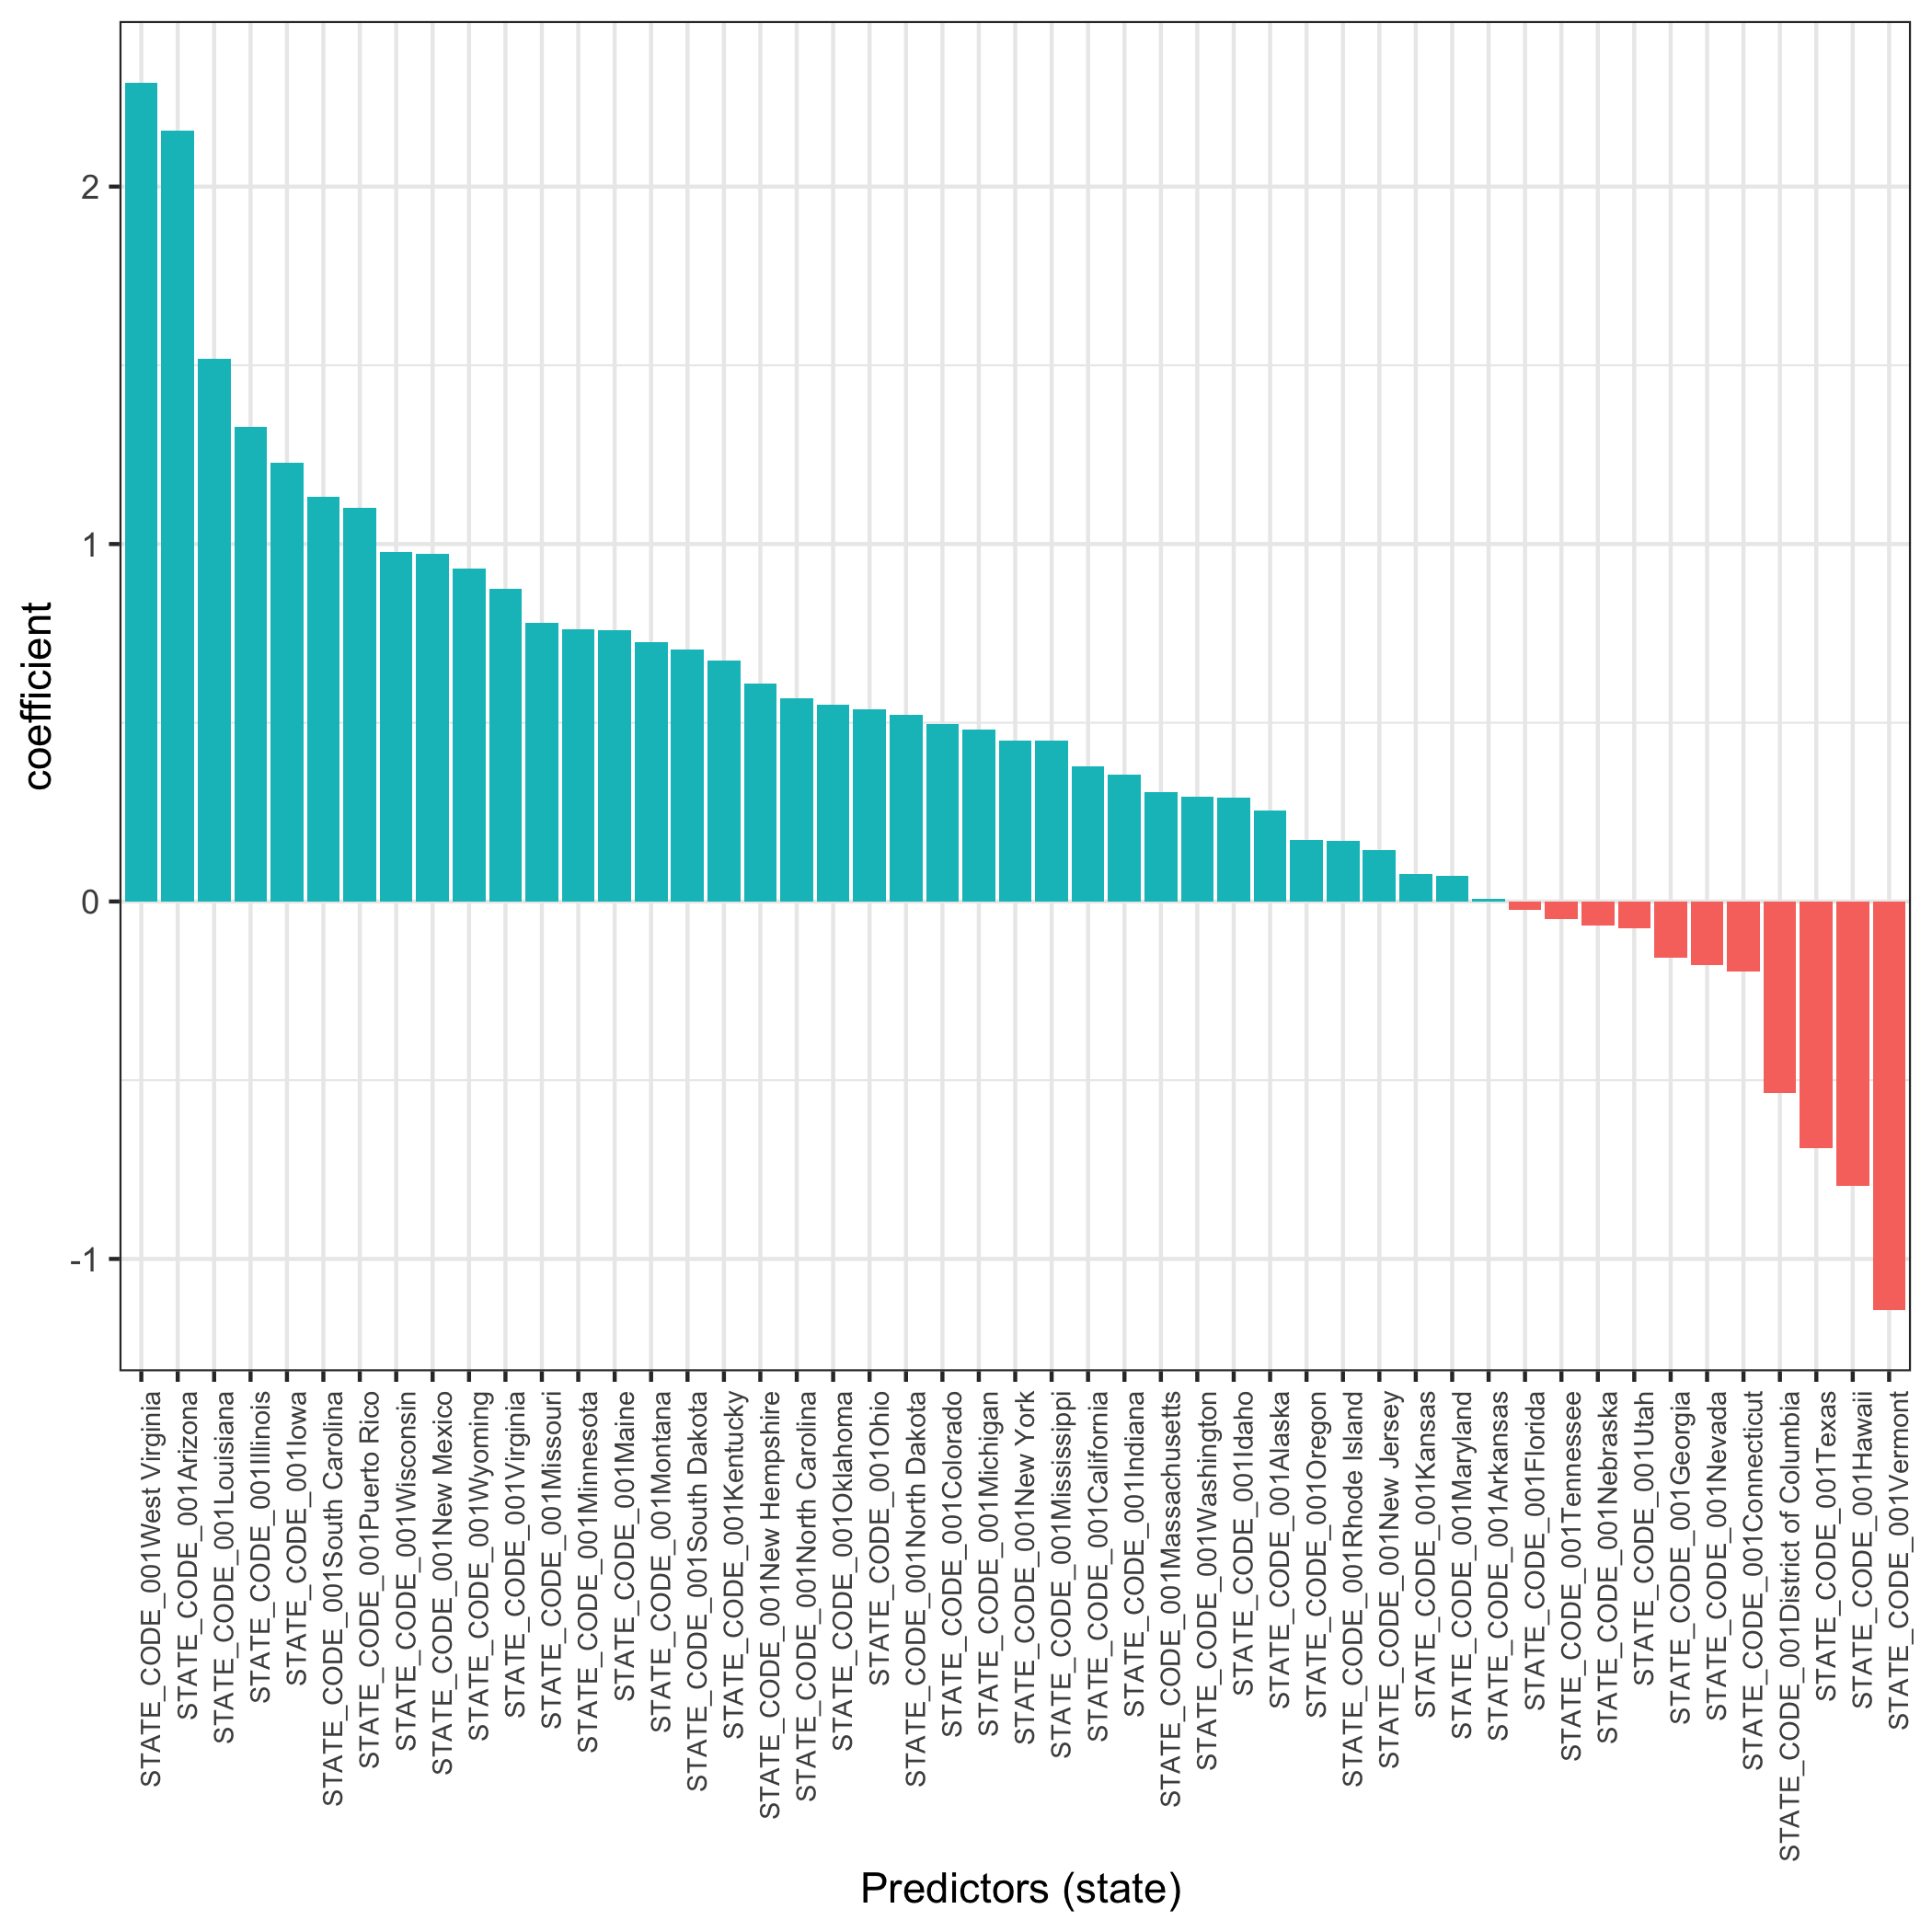 2
1
0
-1
coefficient
STATE_CODE_001West Virginia
STATE_CODE_001Arizona
STATE_CODE_001Louisiana
STATE_CODE_001Illinois
STATE_CODE_001Iowa
STATE_CODE_001South Carolina
STATE_CODE_001Puerto Rico
STATE_CODE_001Wisconsin
STATE_CODE_001New Mexico
STATE_CODE_001Wyoming
STATE_CODE_001Virginia
STATE_CODE_001Missouri
STATE_CODE_001Minnesota
STATE_CODE_001Maine
STATE_CODE_001Montana
STATE_CODE_001South Dakota
STATE_CODE_001Kentucky
STATE_CODE_001New Hempshire
STATE_CODE_001North Carolina
STATE_CODE_001Oklahoma
STATE_CODE_001Ohio
STATE_CODE_001North Dakota
STATE_CODE_001Colorado
STATE_CODE_001Michigan
STATE_CODE_001New York
STATE_CODE_001Mississippi
STATE_CODE_001California
STATE_CODE_001Indiana
STATE_CODE_001Massachusetts
STATE_CODE_001Washington
STATE_CODE_001Idaho
STATE_CODE_001Alaska
STATE_CODE_001Oregon
STATE_CODE_001Rhode Island
STATE_CODE_001New Jersey
STATE_CODE_001Kansas
STATE_CODE_001Maryland
STATE_CODE_001Arkansas
STATE_CODE_001Florida
STATE_CODE_001Tennessee
STATE_CODE_001Nebraska
STATE_CODE_001Utah
STATE_CODE_001Georgia
STATE_CODE_001Nevada
STATE_CODE_001Connecticut
STATE_CODE_001District of Columbia
STATE_CODE_001Texas
STATE_CODE_001Hawaii
STATE_CODE_001Vermont
Predictors (state)